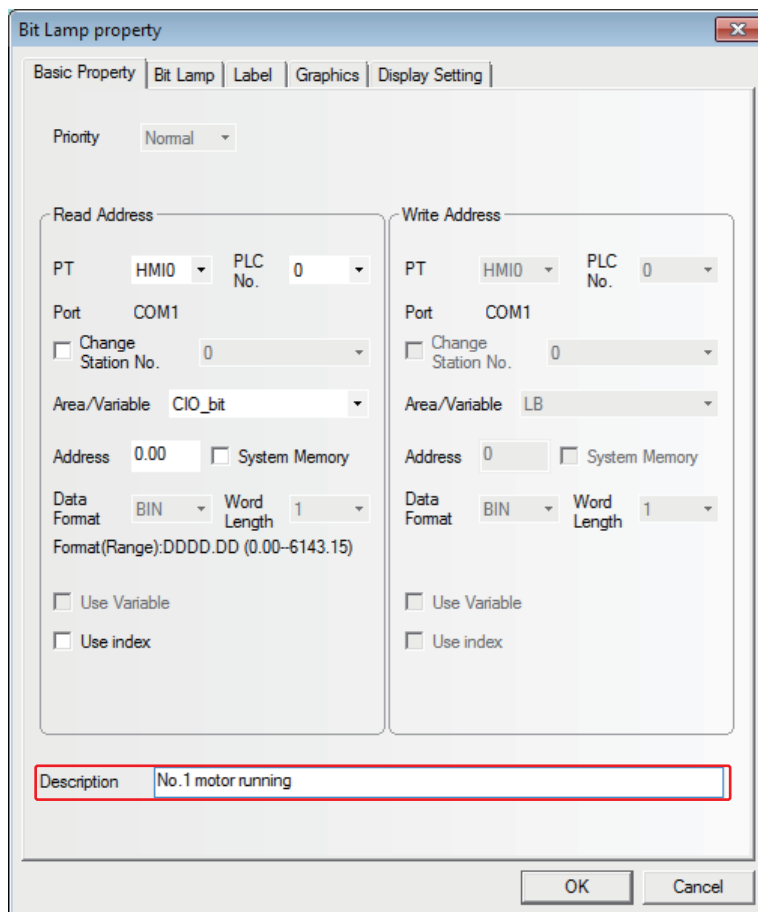 Bit Lamp property
Basic Property Bit Lamp Label Graphics Display Setting
Priority Normal
Read Address
PT HMI0 PLC No. 0
Port COM1
Change Station No. 0
Area/Variable CIO_bit
Address 0.00 System Memory
Data Format BIN Word Length 1
Format(Range):DDDD.DD (0.00--6143.15)
Use Variable
Use index
Write Address
PT HMI0 PLC No. 0
Port COM1
Change Station No. 0
Area/Variable LB
Address 0 System Memory
Data Format BIN Word Length 1
Use Variable
Use index
Description No.1 motor running
OK Cancel